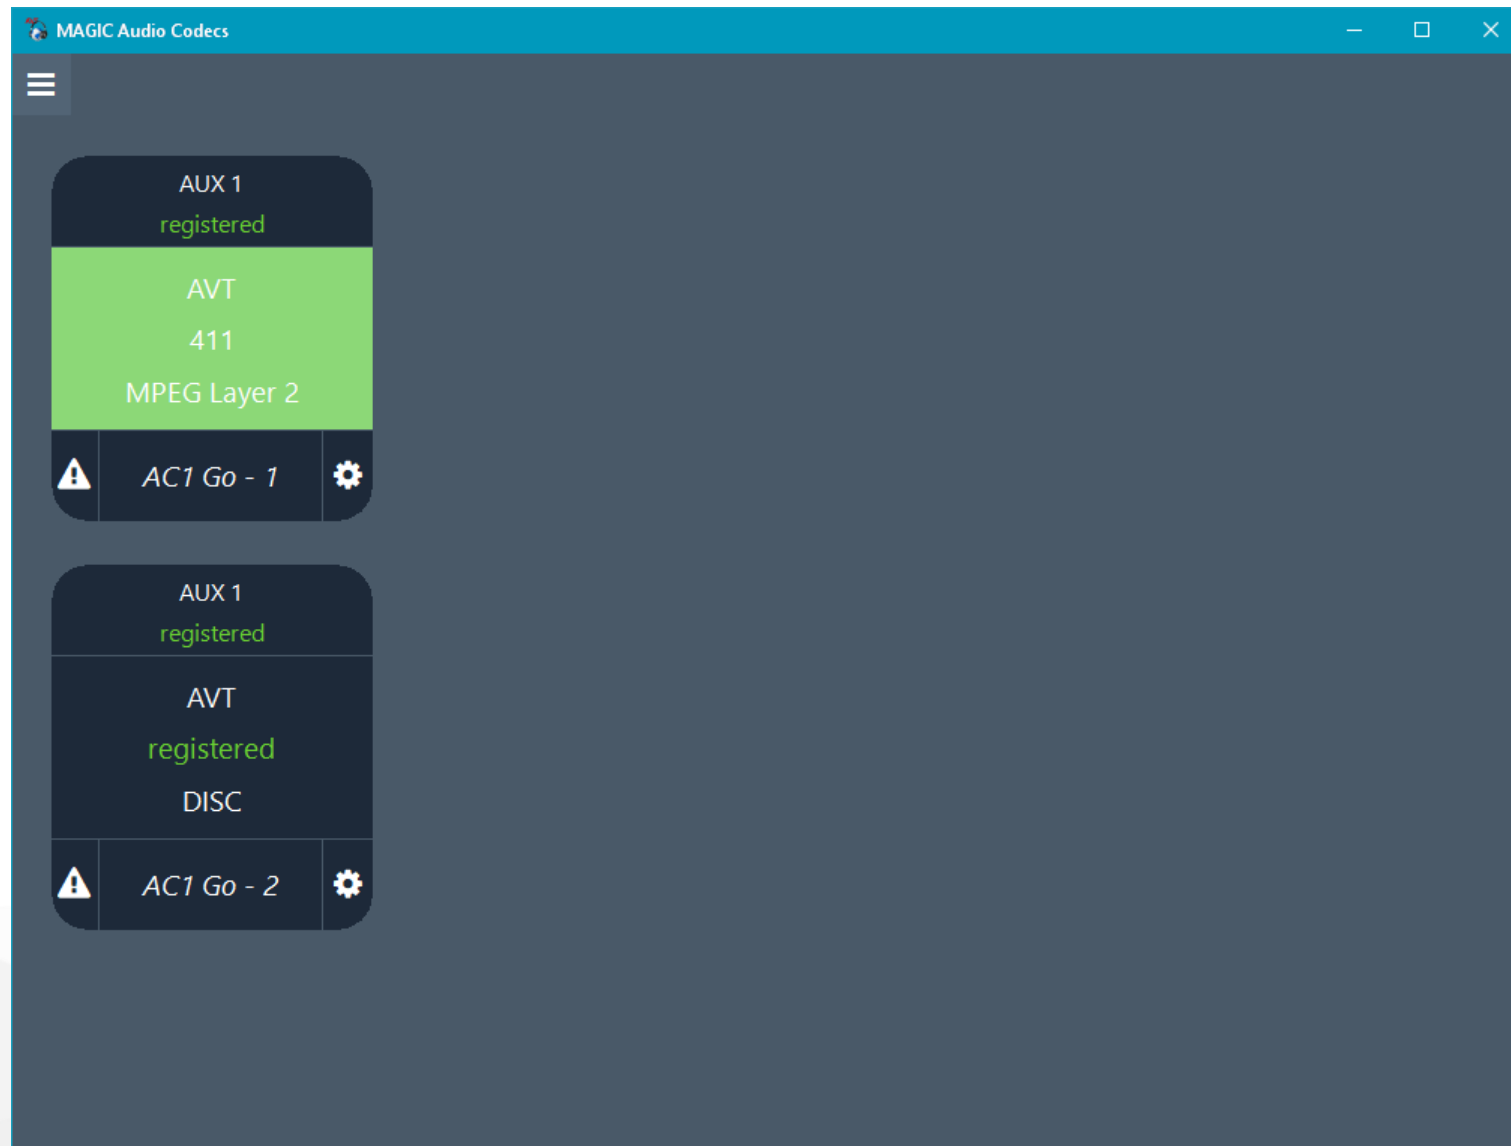 MAGIC Audio Codecs
AUX 1
registered
AVT
411
MPEG Layer 2
AC1 Go - 1
AUX 1
registered
AVT
registered
DISC
AC1 Go - 2